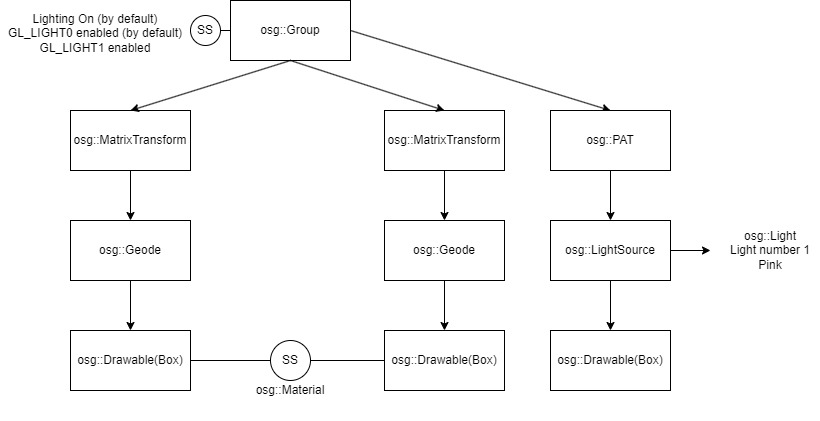 Lighting On (by default)
GL_LIGHT0 enabled (by default)
GL_LIGHT1 enabled
SS
osg::Group
osg::MatrixTransform
osg::MatrixTransform
osg::PAT
osg::Geode
osg::Geode
osg::LightSource
osg::Light
Light number 1
Pink
osg::Drawable(Box)
SS
osg::Material
osg::Drawable(Box)
osg::Drawable(Box)